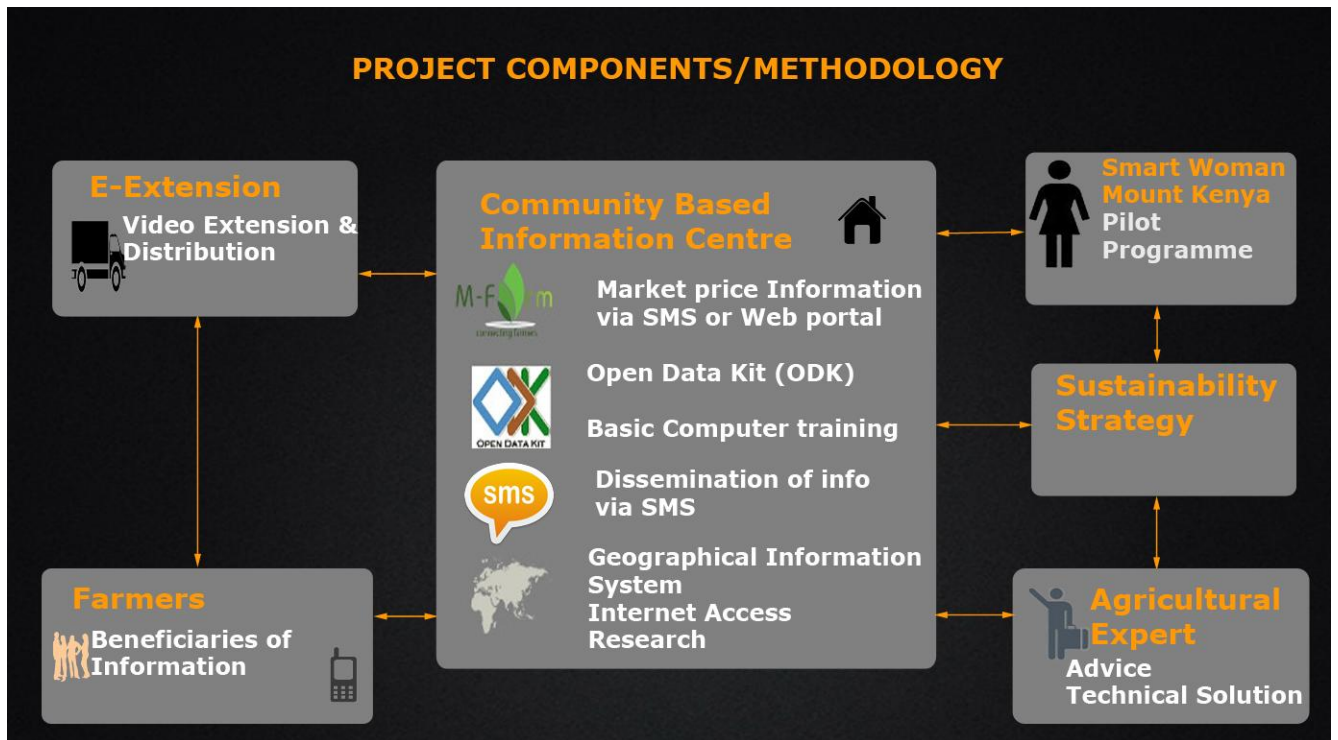 PROJECT COMPONENTS/METHODOLOGY
E-Extension
Video Extension &
Distribution
Farmers
Beneficiaries of
Information
Community Based
Information Centre
M-F m
connecting farmers
Market price Information
via SMS or Web portal
OPEN DATA KIT
Open Data Kit (ODK)
Basic Computer training
sms
Dissemination of info
via SMS
Geographical Information
System
Internet Access
Research
Smart Woman
Mount Kenya
Pilot
Programme
Sustainability
Strategy
Agricultural
Expert
Advice
Technical Solution